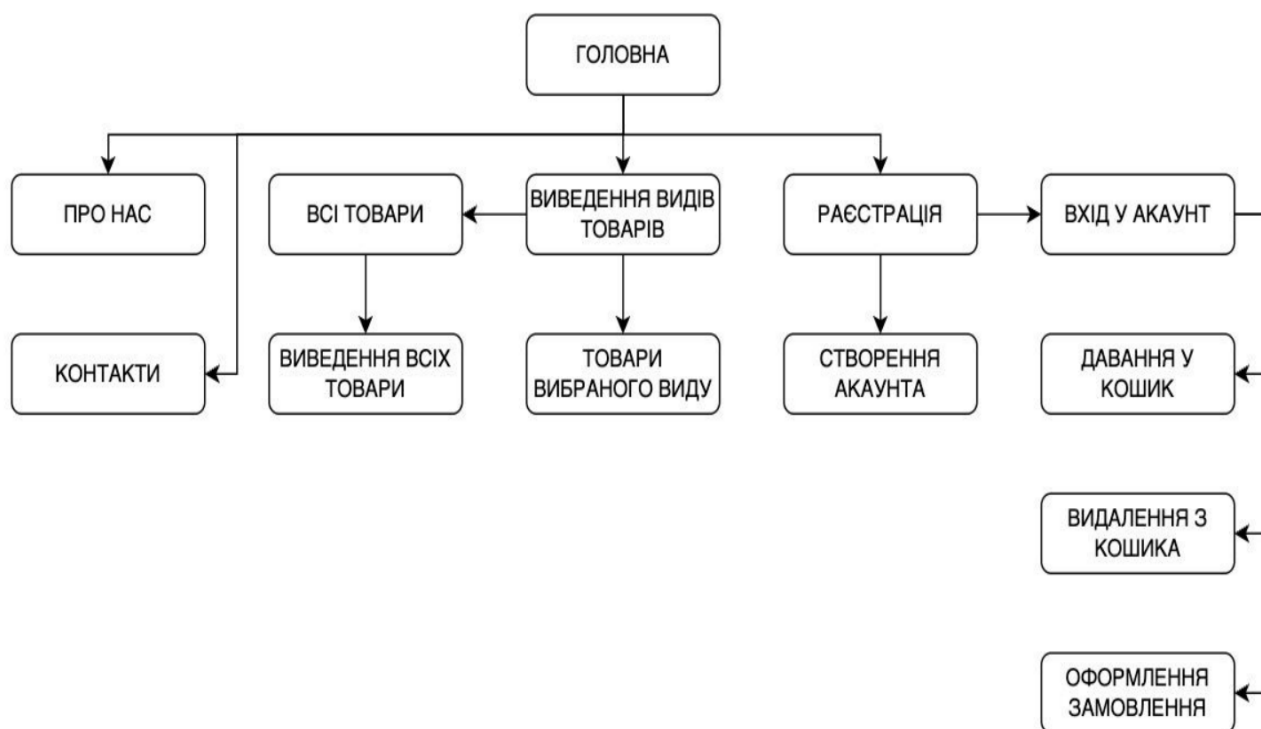 ГОЛОВНА
ПРО НАС
ВСІ ТОВАРИ
ВИВЕДЕННЯ ВИДІВ
ТОВАРІВ
РАЄСТРАЦІЯ
ВХІД У АКАУНТ
КОНТАКТИ
ВИВЕДЕННЯ ВСІХ
ТОВАРИ
ТОВАРИ
ВИБРАНОГО ВИДУ
СТВОРЕННЯ
АКАУНТА
ДАВАННЯ У
КОШИК
ВИДАЛЕННЯ З
КОШИКА
ОФОРМЛЕННЯ
ЗАМОВЛЕННЯ